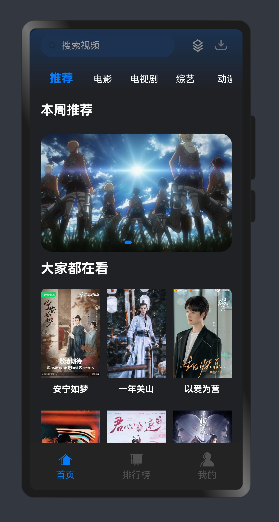 搜索视频
推荐 电影 电视剧 综艺 动漫
本周推荐
大家都在看
安宁如梦 一年关山 以爱为营
首页 排行榜 我的